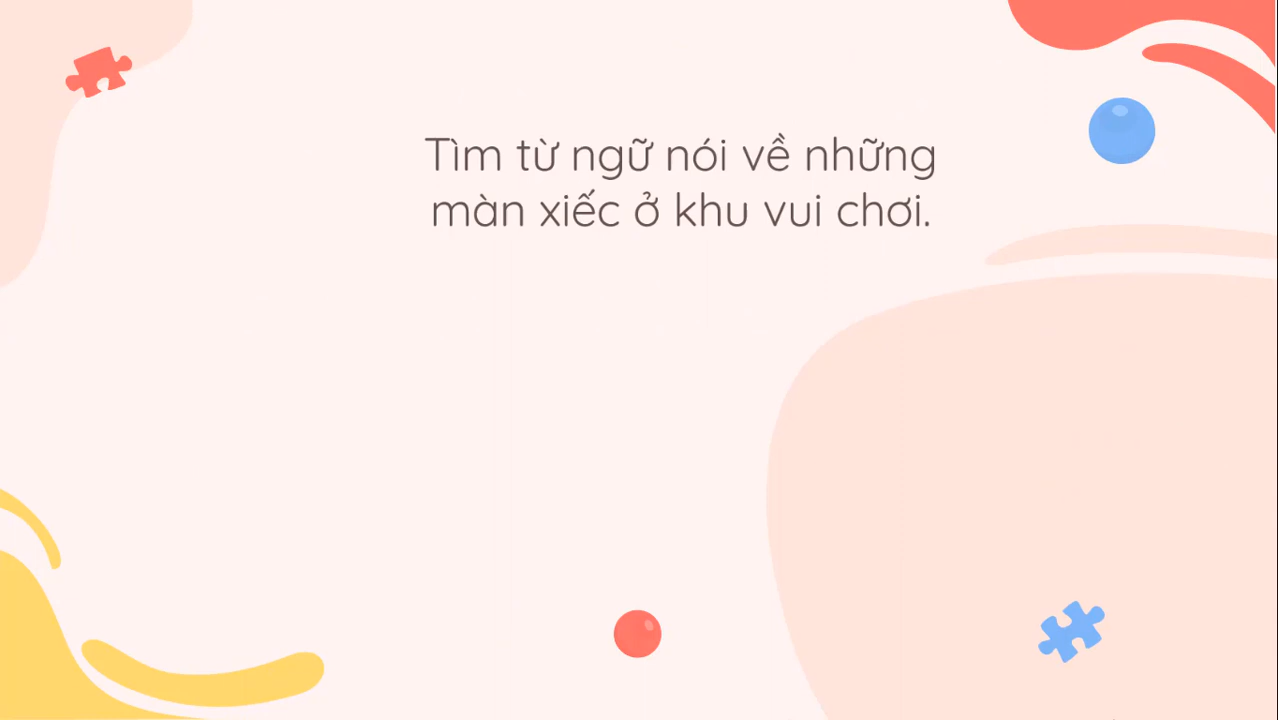 Tìm từ ngữ nói về những
màn xiếc ở khu vui chơi.